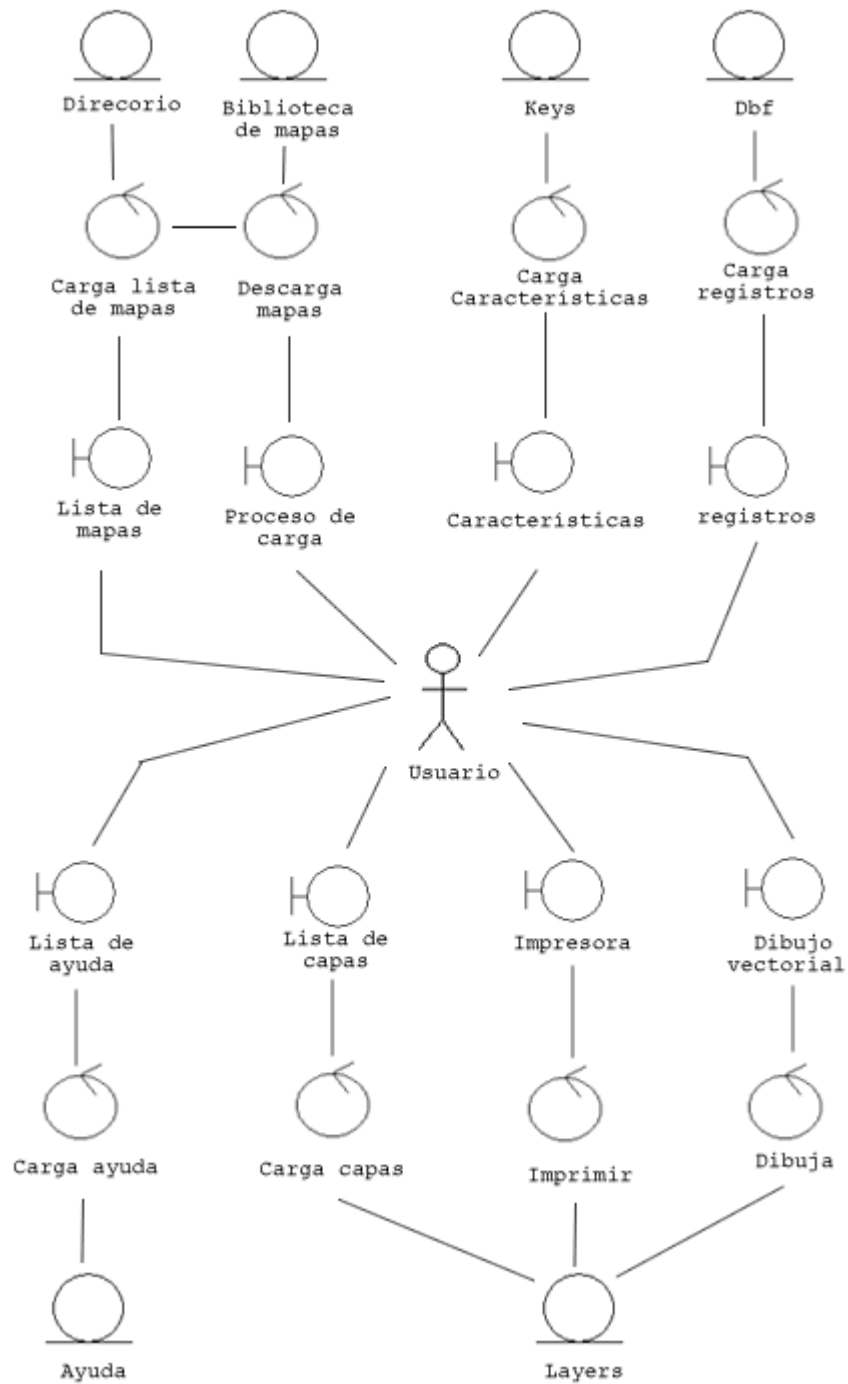 Direcorio
Biblioteca
de mapas
Keys
Dbf
Carga lista
de mapas
Descarga
mapas
Carga
Características
Carga
registros
Lista de
mapas
Proceso de
carga
Características
registros
Usuario
Lista de
ayuda
Lista de
capas
Impresora
Dibujo
vectorial
Carga ayuda
Carga capas
Imprimir
Dibuja
Ayuda
Layers